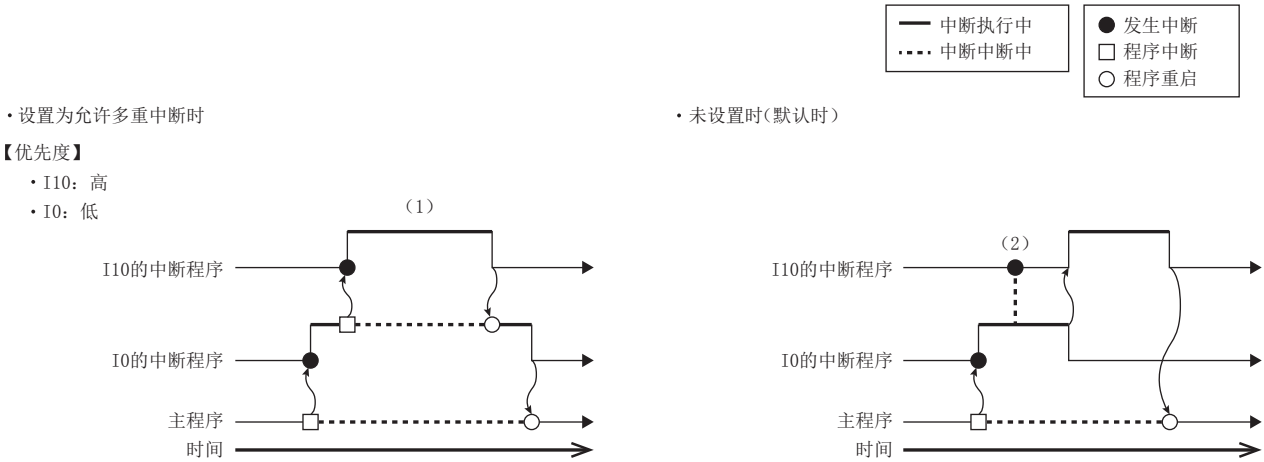 中断执行中
中断中断中
发生中断
程序中断
程序重启
・设置为允许多重中断时
【优先度】
・I10：高
・I0：低
（1）
I10的中断程序
I0的中断程序
主程序
时间
・未设置时（默认时）
（2）
I10的中断程序
I0的中断程序
主程序
时间